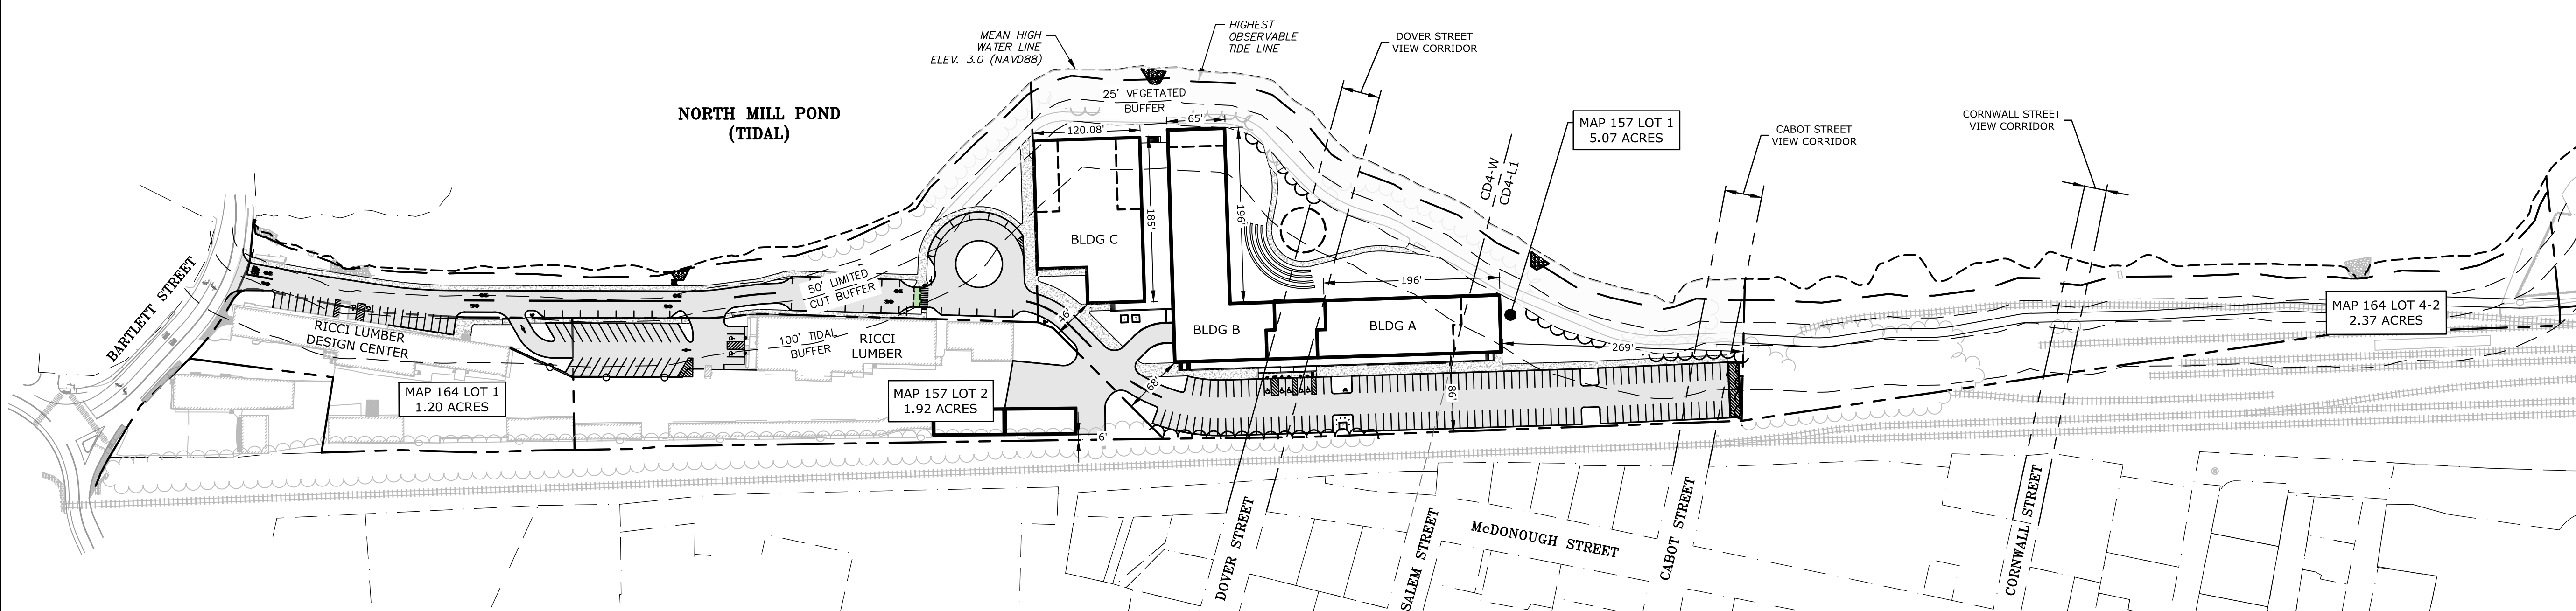 MEAN HIGH
WATER LINE
ELEV. 3.0 (NAVD88)
HIGHEST
OBSERVABLE
TIDE LINE
DOVER STREET
VIEW CORRIDOR
NORTH MILL POND
(TIDAL)
25' VEGETATED
BUFFER
120.08'
65'
MAP 157 LOT 1
5.07 ACRES
CABOT STREET
VIEW CORRIDOR
CORNWALL STREET
VIEW CORRIDOR
CD4-W
CD4-L1
185'
196'
BLDG C
196'
BARTLETT STREET
50' LIMITED
CUT BUFFER
RICCI LUMBER
DESIGN CENTER
100' TIDAL
BUFFER
RICCI
LUMBER
46'
BLDG B
BLDG A
269'
MAP 164 LOT 4-2
2.37 ACRES
MAP 164 LOT 1
1.20 ACRES
MAP 157 LOT 2
1.92 ACRES
68'
86'
6'
DOVER STREET
SALEM STREET
McDONOUGH STREET
CABOT STREET
CORNWALL STREET